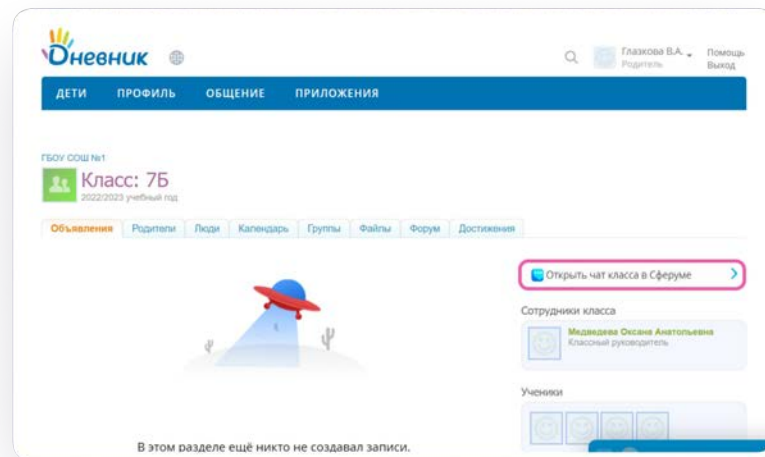 Дневник
Глазкова В.А.
Родитель
Помощь
Выход
ДЕТИ ПРОФИЛЬ ОБЩЕНИЕ ПРИЛОЖЕНИЯ
ГБОУ СОШ №1
Класс: 7Б
2022/2023 учебный год
Объявления Родители Люди Календарь Группы Файлы Форум Достижения
Открыть чат класса в Сферуме
Сотрудники класса
Медведева Оксана Анатольевна
Классный руководитель
Ученики
В этом разделе ещё никто не создавал записи.